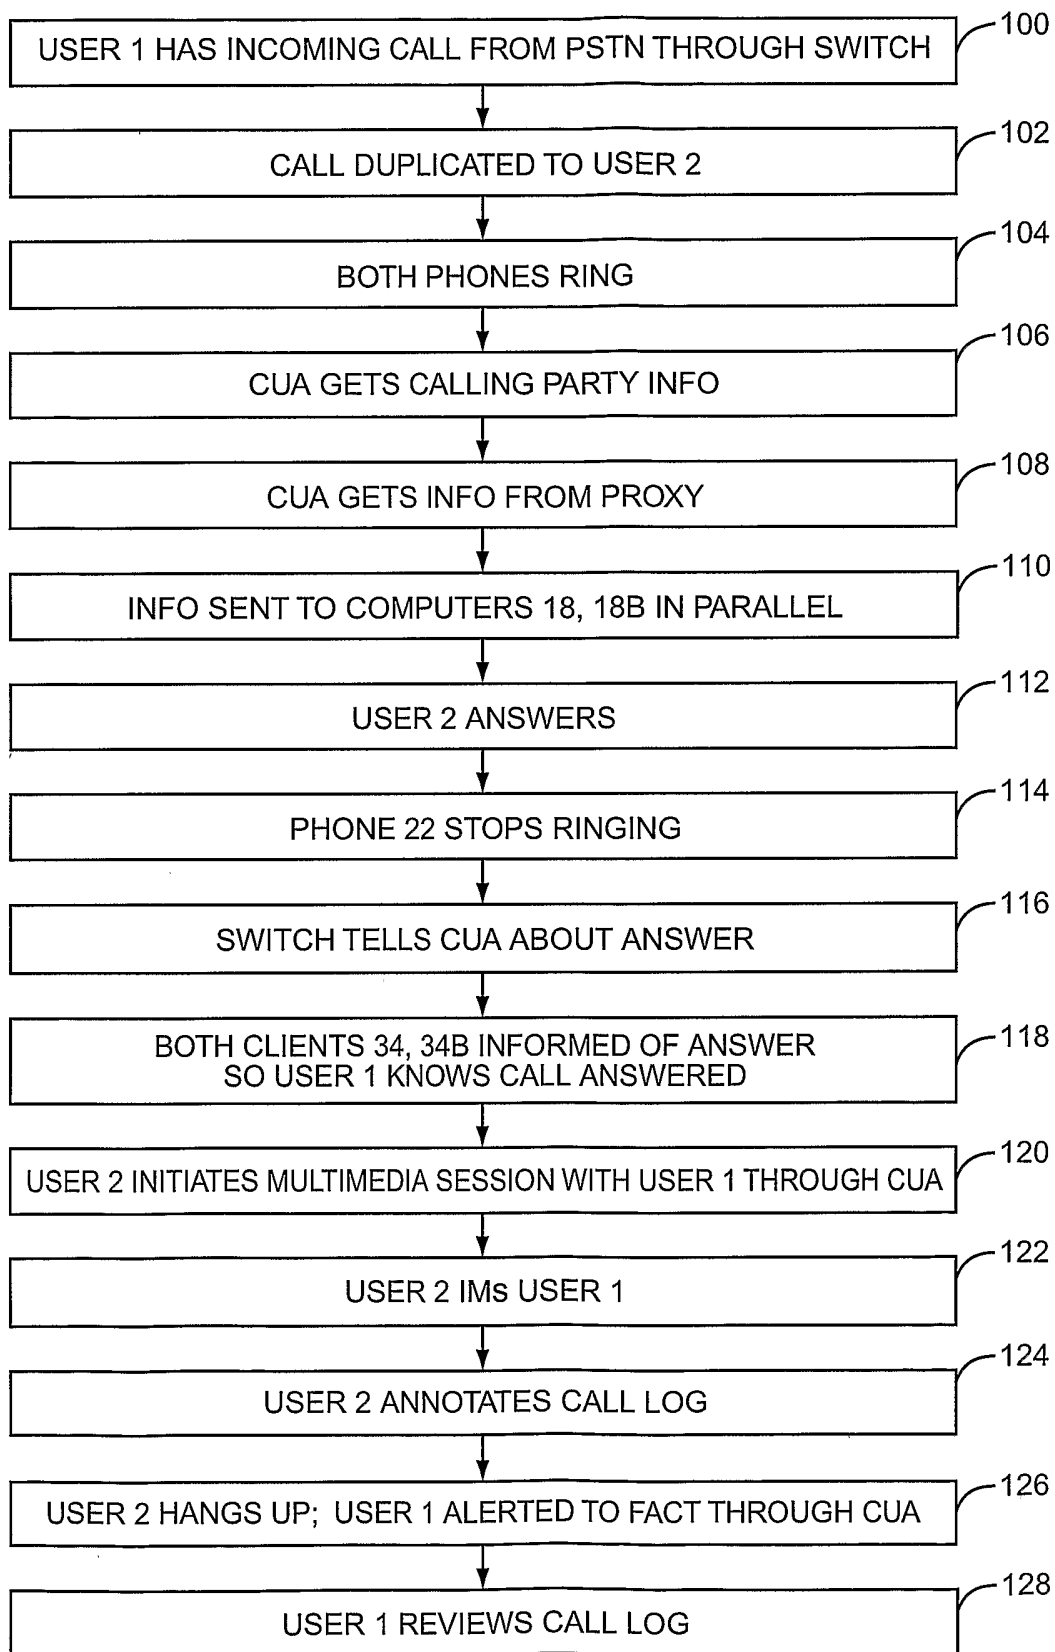 USER 1 HAS INCOMING CALL FROM PSTN THROUGH SWITCH
100
CALL DUPLICATED TO USER 2
102
BOTH PHONES RING
104
CUA GETS CALLING PARTY INFO
106
CUA GETS INFO FROM PROXY
108
INFO SENT TO COMPUTERS 18, 18B IN PARALLEL
110
USER 2 ANSWERS
112
PHONE 22 STOPS RINGING
114
SWITCH TELLS CUA ABOUT ANSWER
116
BOTH CLIENTS 34, 34B INFORMED OF ANSWER
SO USER 1 KNOWS CALL ANSWERED
118
USER 2 INITIATES MULTIMEDIA SESSION WITH USER 1 THROUGH CUA
120
USER 2 IMs USER 1
122
USER 2 ANNOTATES CALL LOG
124
USER 2 HANGS UP; USER 1 ALERTED TO FACT THROUGH CUA
126
USER 1 REVIEWS CALL LOG
128